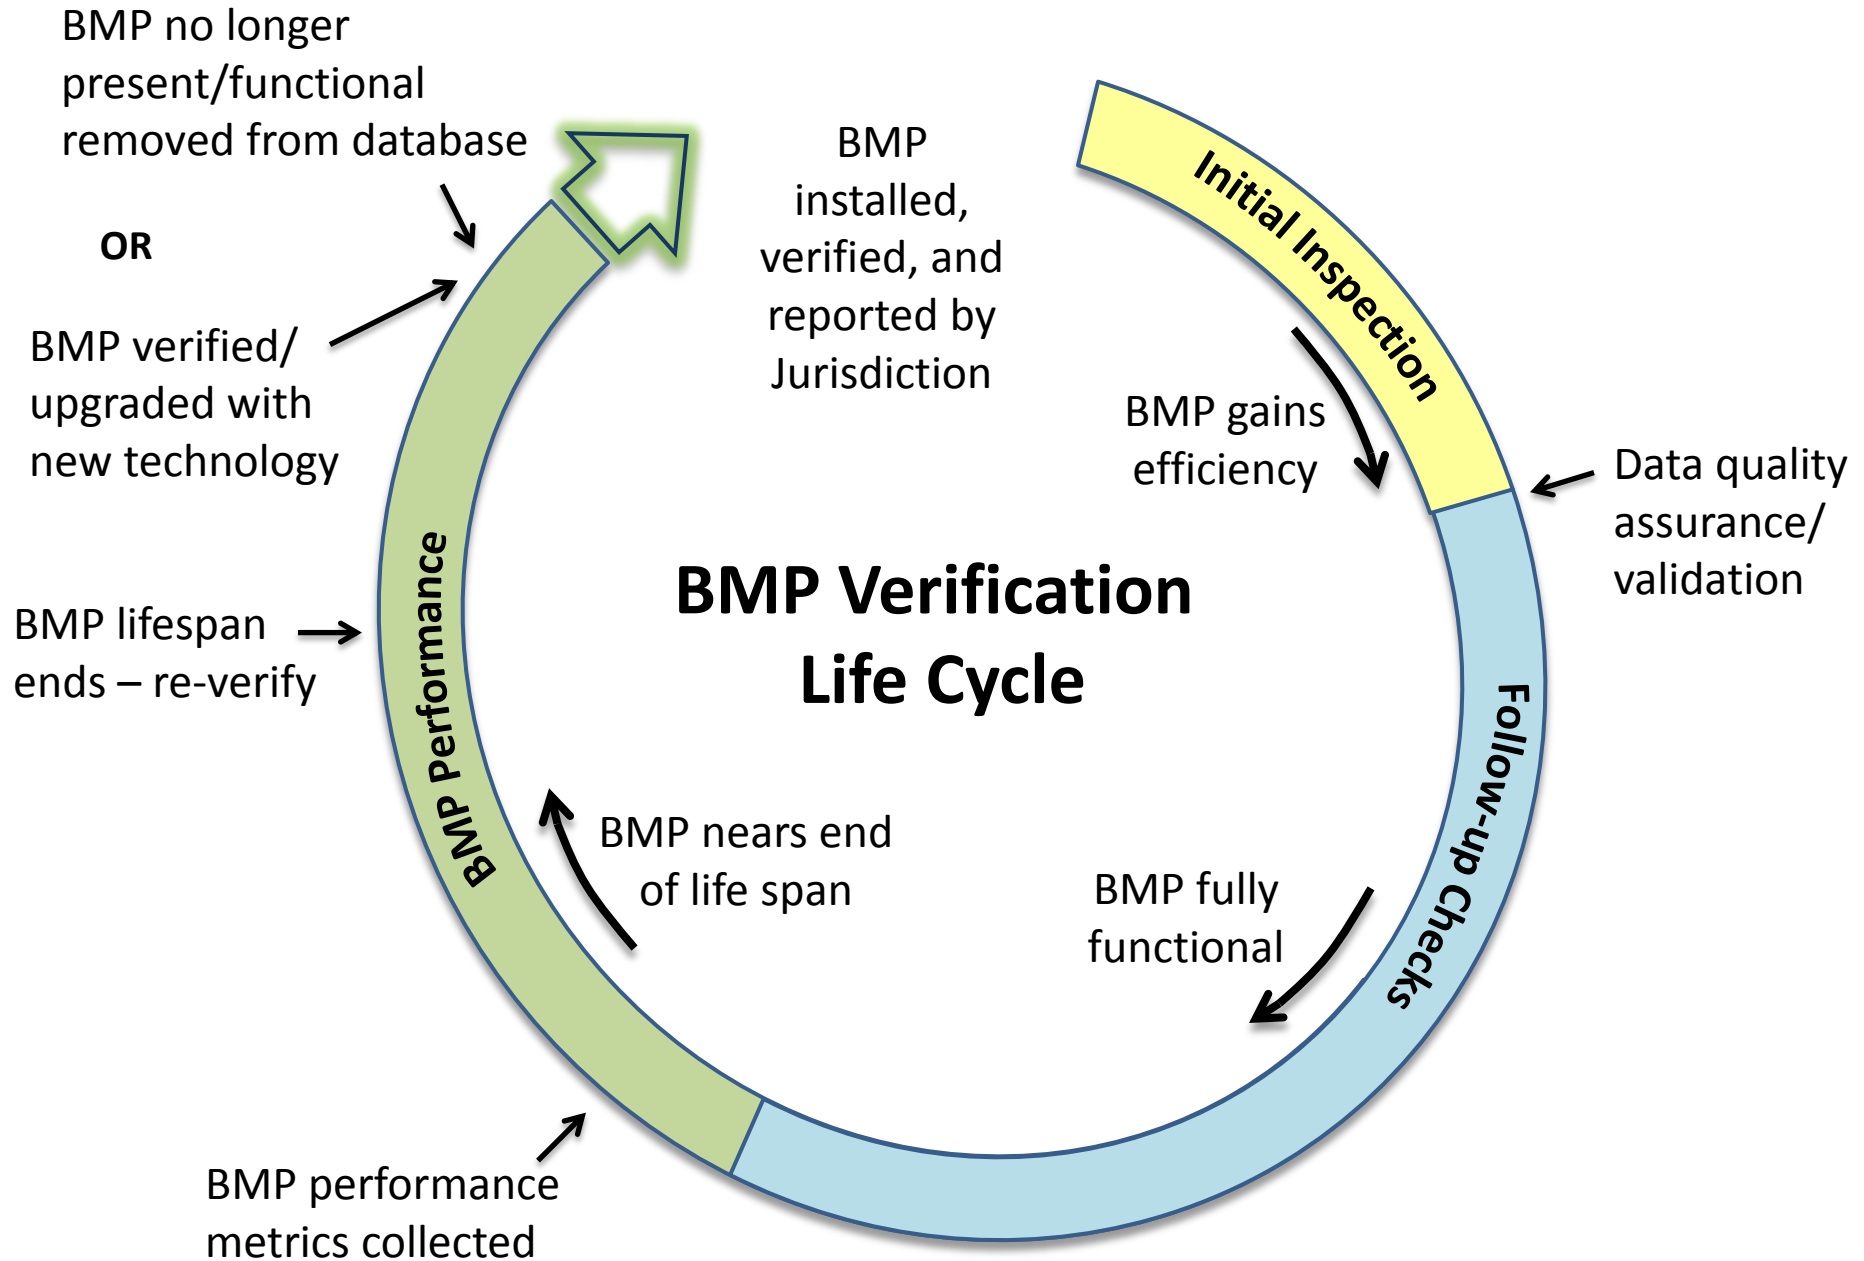 BMP no longer
present/functional
removed from database
OR
BMP verified/
upgraded with
new technology
BMP lifespan
ends – re-verify
BMP performance
metrics collected
BMP
installed,
verified, and
reported by
Jurisdiction
Initial Inspection
BMP gains
efficiency
Data quality
assurance/
validation
BMP Verification
Life Cycle
Follow-up Checks
BMP fully
functional
BMP nears end
of life span
BMP Performance